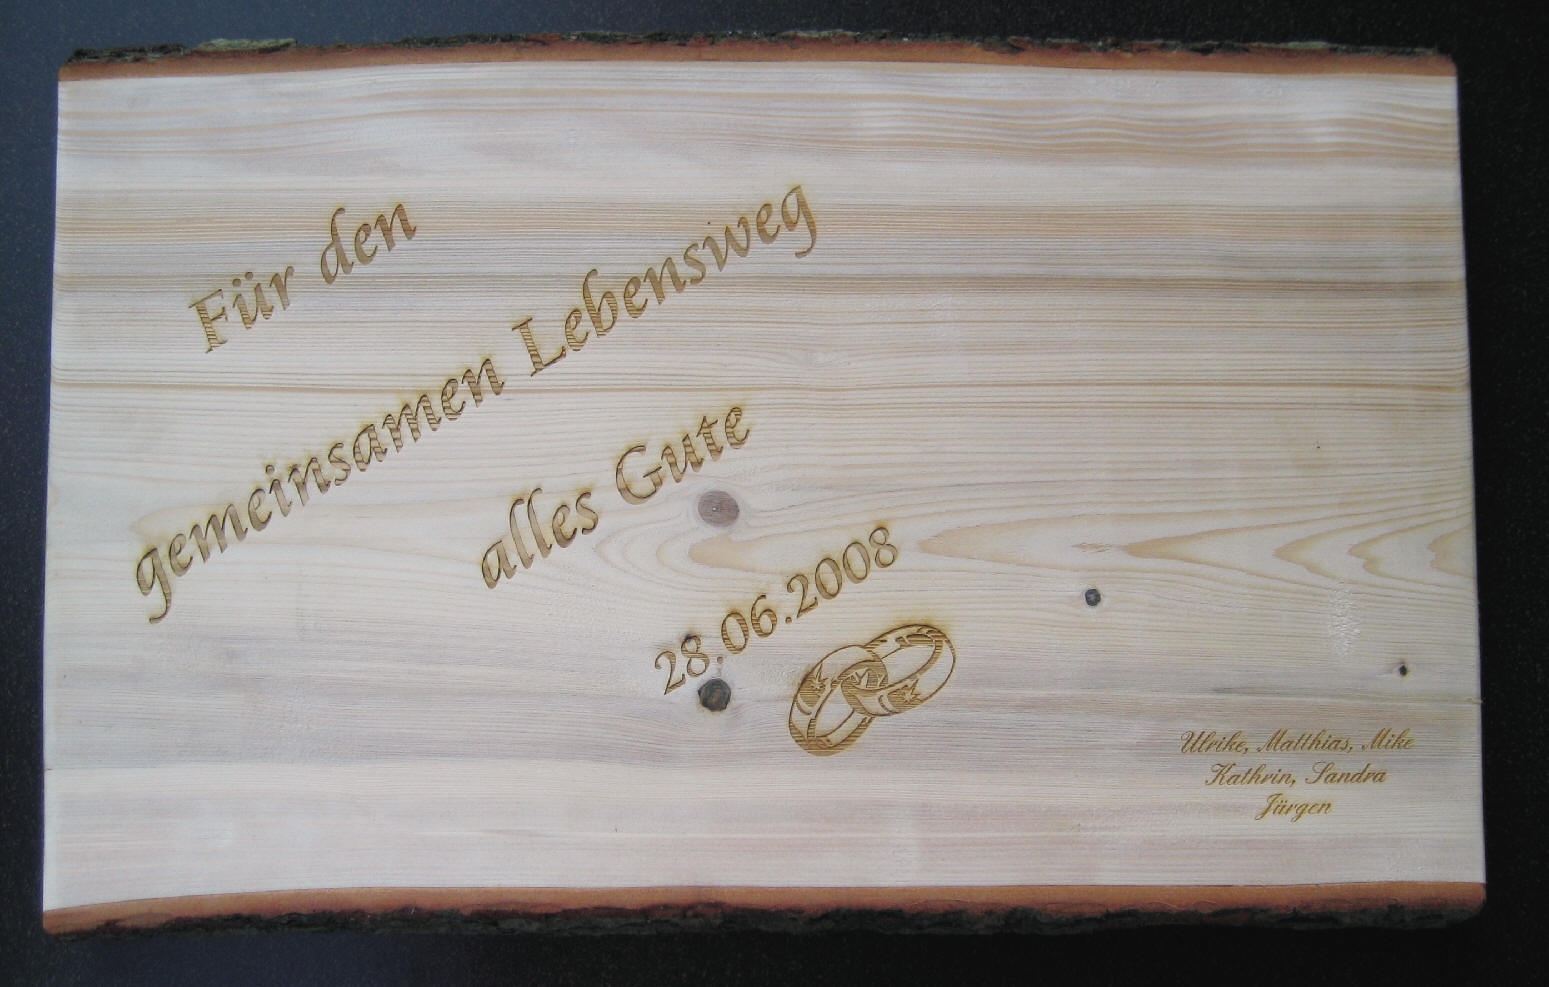 Für den
gemeinsamen Lebensweg
alles Gute
28.06.2008
Ulrike, Matthias, Mike
Kathrin, Sandra
Jürgen